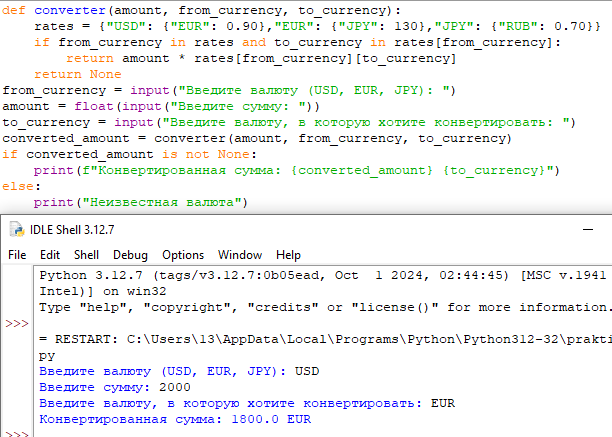 def converter(amount, from_currency, to_currency):
    rates = {"USD": {"EUR": 0.90},"EUR": {"JPY": 130},"JPY": {"RUB": 0.70}}
    if from_currency in rates and to_currency in rates[from_currency]:
        return amount * rates[from_currency][to_currency]
    return None
from_currency = input("Введите валюту (USD, EUR, JPY): ")
amount = float(input("Введите сумму: "))
to_currency = input("Введите валюту, в которую хотите конвертировать: ")
converted_amount = converter(amount, from_currency, to_currency)
if converted_amount is not None:
    print(f"Конвертированная сумма: {converted_amount} {to_currency}")
else:
    print("Неизвестная валюта")
IDLE Shell 3.12.7
File Edit Shell Debug Options Window Help
Python 3.12.7 (tags/v3.12.7:0b05ead, Oct  1 2024, 02:44:45) [MSC v.1941
Intel)] on win32
Type "help", "copyright", "credits" or "license()" for more information.
>>>
= RESTART: C:\Users\13\AppData\Local\Programs\Python\Python312-32\prakti
py
Введите валюту (USD, EUR, JPY): USD
Введите сумму: 2000
Введите валюту, в которую хотите конвертировать: EUR
Конвертированная сумма: 1800.0 EUR
>>>